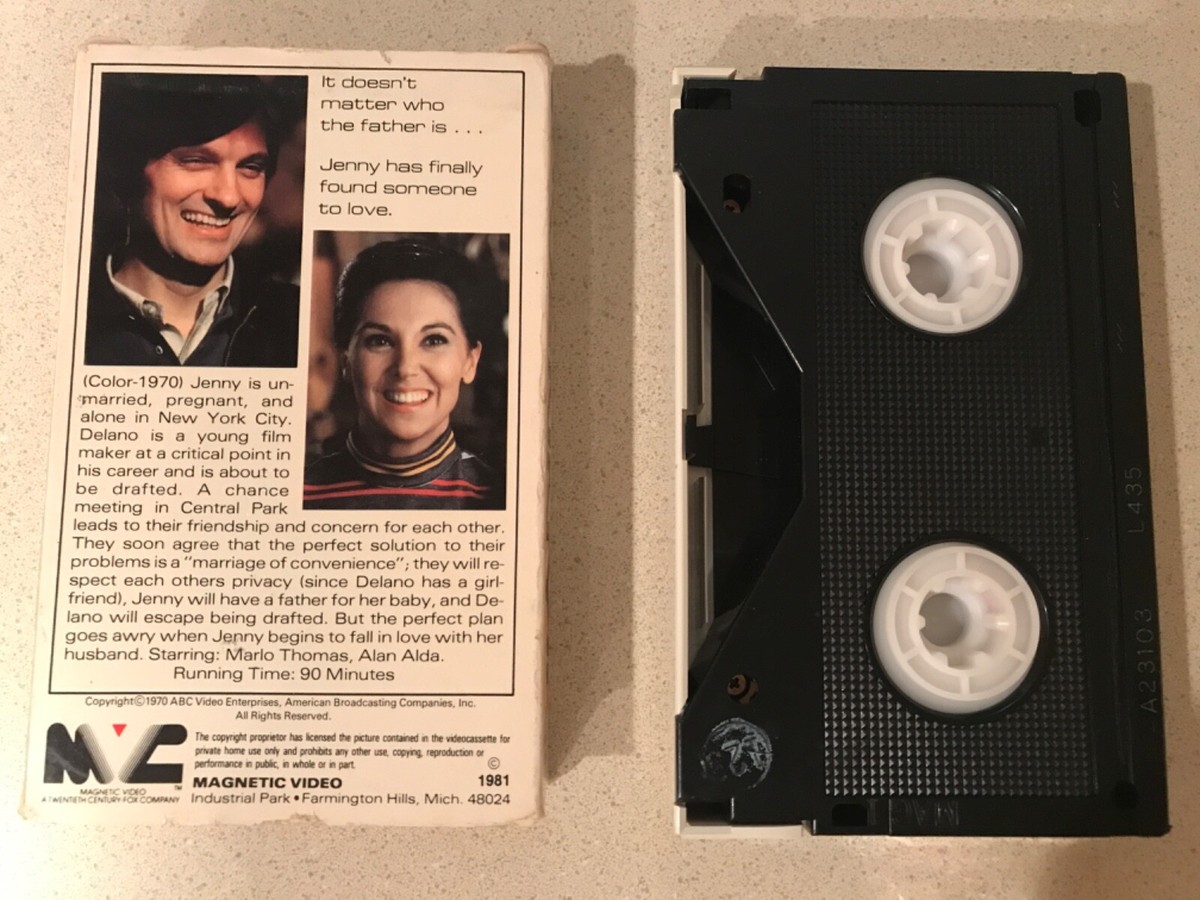 It doesn't
matter who
the father is . . .
Jenny has finally
found someone
to love.
(Color-1970) Jenny is un-
married, pregnant, and
alone in New York City.
Delano is a young film
maker at a critical point in
his career and is about to
be drafted. A chance
meeting in Central Park
leads to their friendship and concern for each other.
They soon agree that the perfect solution to their
problems is a "marriage of convenience"; they will re-
spect each others privacy (since Delano has a girl-
friend), Jenny will have a father for her baby, and De-
lano will escape being drafted. But the perfect plan
goes awry when Jenny begins to fall in love with her
husband. Starring: Marlo Thomas, Alan Alda.
Running Time: 90 Minutes
Copyright©1970 ABC Video Enterprises, American Broadcasting Companies, Inc.
All Rights Reserved.
MVC
TM
MAGNETIC VIDEO
A TWENTIETH CENTURY-FOX COMPANY
The copyright proprietor has licensed the picture contained in the videocassette for
private home use only and prohibits any other use, copying, reproduction or
performance in public, in whole or in part.
©
MAGNETIC VIDEO 1981
Industrial Park • Farmington Hills, Mich. 48024
A23103 L435